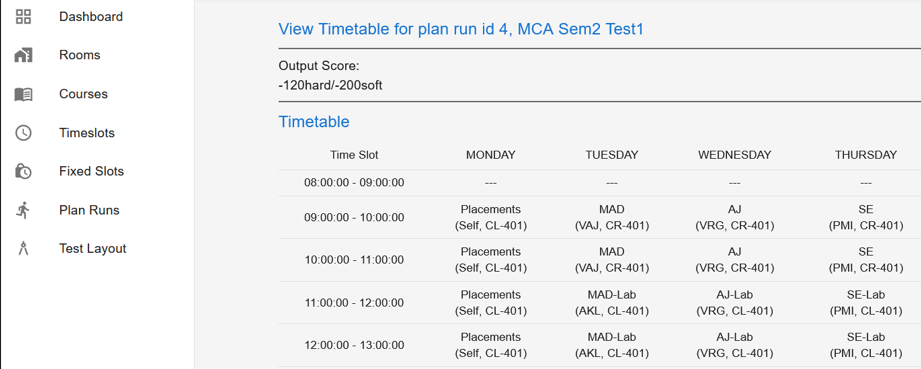 Dashboard
Rooms
Courses
Timeslots
Fixed Slots
Plan Runs
Test Layout
View Timetable for plan run id 4, MCA Sem2 Test1
Output Score:
-120hard/-200soft
Timetable
Time Slot MONDAY TUESDAY WEDNESDAY THURSDAY
08:00:00 - 09:00:00 --- --- --- ---
09:00:00 - 10:00:00 Placements (Self, CL-401) MAD (VAJ, CR-401) AJ (VRG, CR-401) SE (PMI, CR-401)
10:00:00 - 11:00:00 Placements (Self, CL-401) MAD (VAJ, CR-401) AJ (VRG, CR-401) SE (PMI, CR-401)
11:00:00 - 12:00:00 Placements (Self, CL-401) MAD-Lab (AKL, CL-401) AJ-Lab (VRG, CL-401) SE-Lab (PMI, CL-401)
12:00:00 - 13:00:00 Placements (Self, CL-401) MAD-Lab (AKL, CL-401) AJ-Lab (VRG, CL-401) SE-Lab (PMI, CL-401)